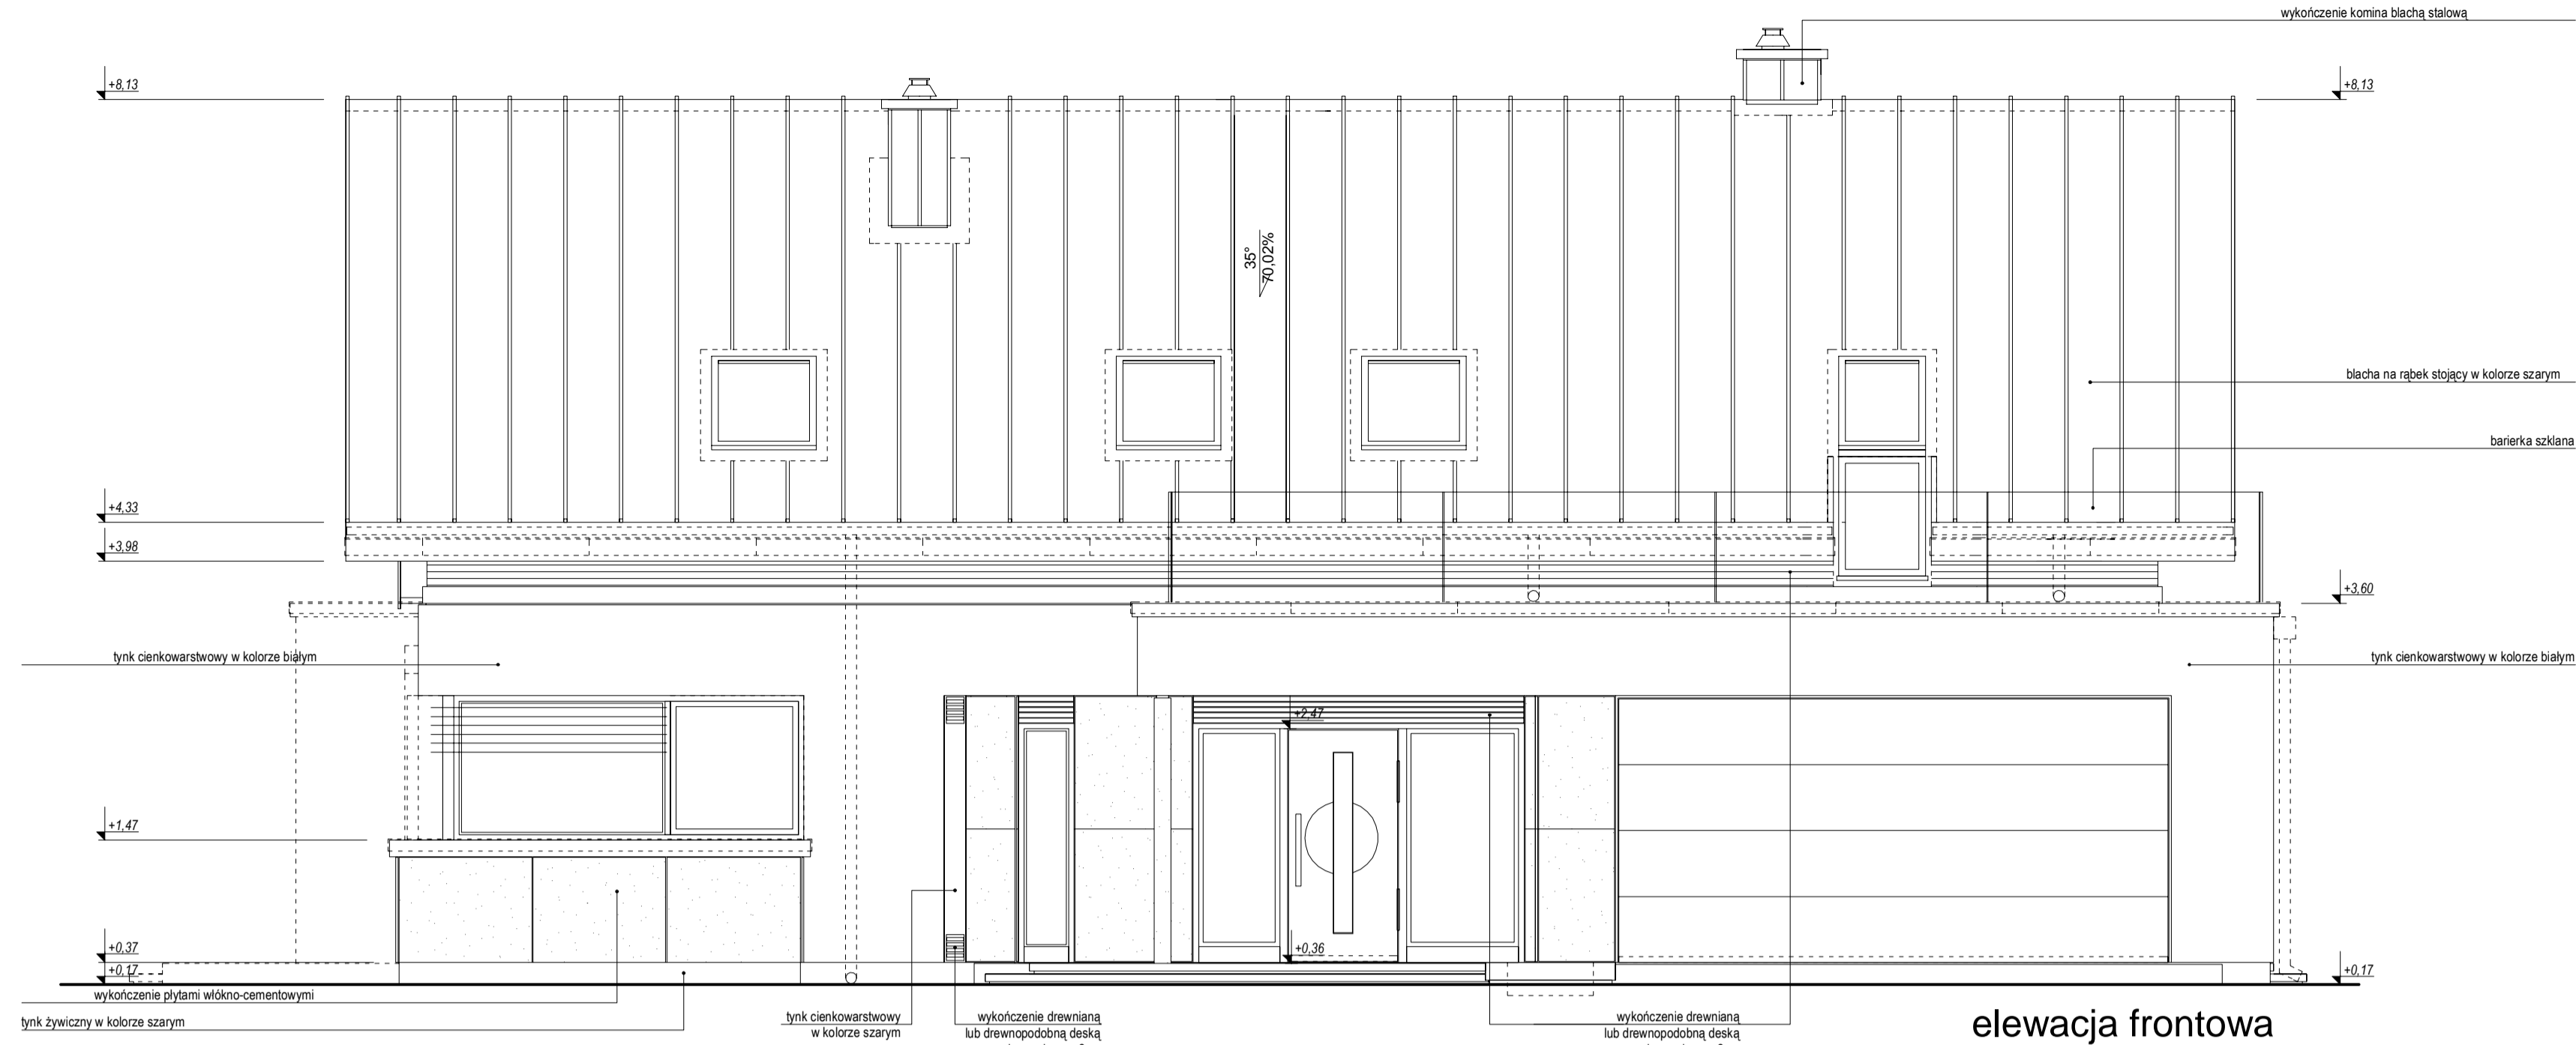 wykończenie komina blachą stalową
+8,13
+8,13
35°
70,02%
blacha na rąbek stojący w kolorze szarym
barierka szklana
+4,33
+3,98
+3,60
tynk cienkowarstwowy w kolorze białym
tynk cienkowarstwowy w kolorze białym
+2,47
+1,47
+0,37
+0,36
+0,17
+0,17
wykończenie płytami włókno-cementowymi
tynk żywiczny w kolorze szarym
tynk cienkowarstwowy
w kolorze szarym
wykończenie drewnianą
lub drewnopodobną deską
wykończenie drewnianą
lub drewnopodobną deską
elewacja frontowa